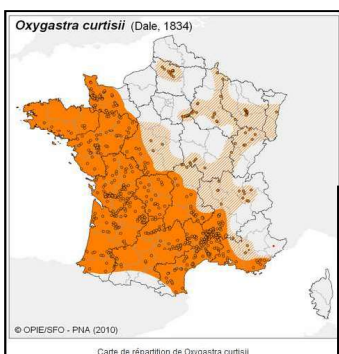 Oxygastra curtisii (Dale, 1834)
© OPIE/SFO - PNA (2010)
Carte de répartition de Oxygastra curtisii